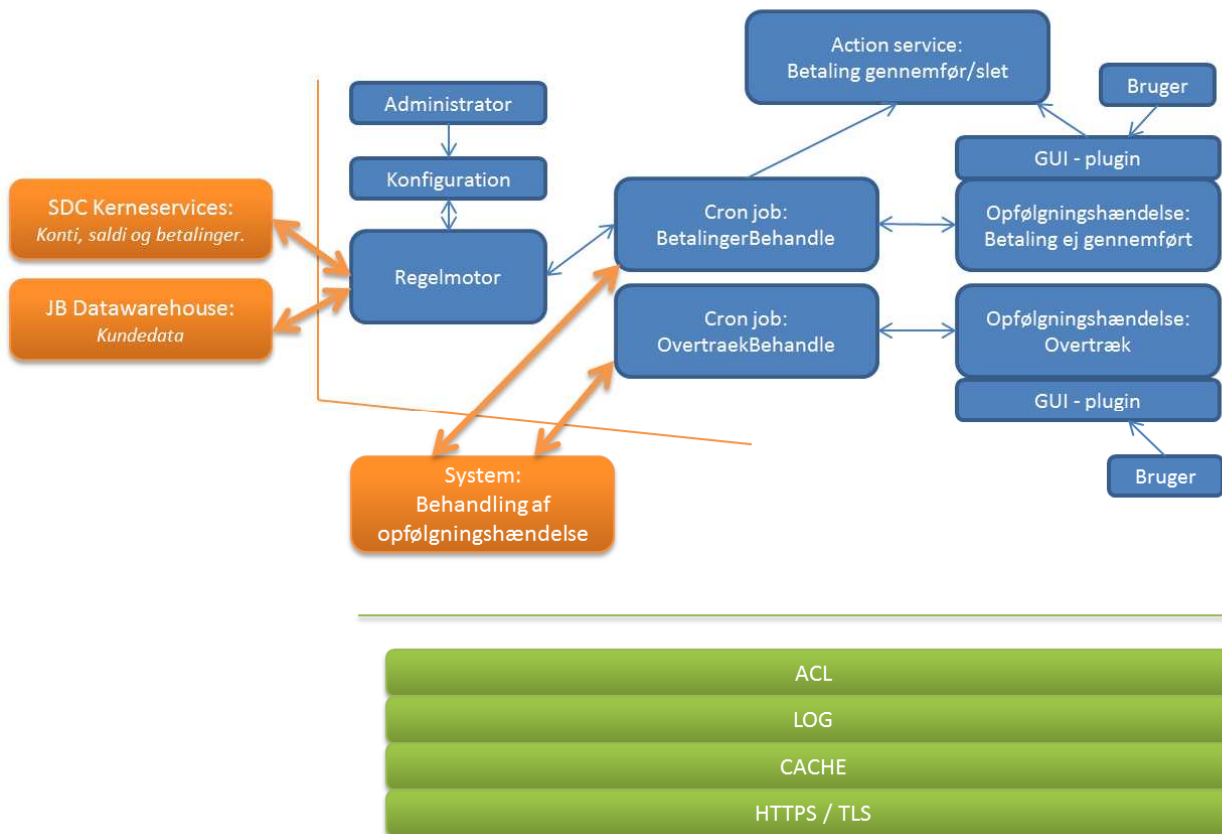 Action service:
Betaling gennemfør/slet
Bruger
Administrator
GUI - plugin
Konfiguration
SDC Kerneservices:
Konti, saldi og betalinger.
Cron job:
BetalingerBehandle
Opfølgningshændelse:
Betaling ej gennemført
Regelmotor
JB Datawarehouse:
Kundedata
Cron job:
OvertraekBehandle
Opfølgningshændelse:
Overtræk
GUI - plugin
Bruger
System:
Behandling af
opfølgningshændelse
ACL
LOG
CACHE
HTTPS / TLS